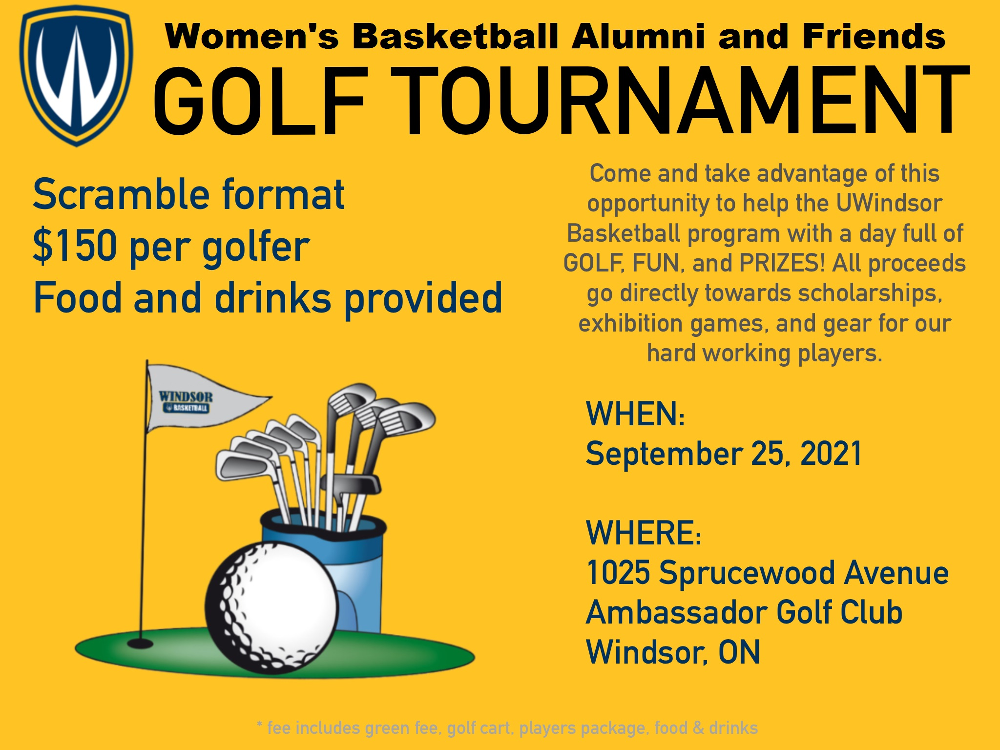 Women's Basketball Alumni and Friends
GOLF TOURNAMENT
Scramble format
$150 per golfer
Food and drinks provided
Come and take advantage of this
opportunity to help the UWindsor
Basketball program with a day full of
GOLF, FUN, and PRIZES! All proceeds
go directly towards scholarships,
exhibition games, and gear for our
hard working players.
WINDSOR
BASKETBALL
WHEN:
September 25, 2021
WHERE:
1025 Sprucewood Avenue
Ambassador Golf Club
Windsor, ON
* fee includes green fee, golf cart, players package, food & drinks